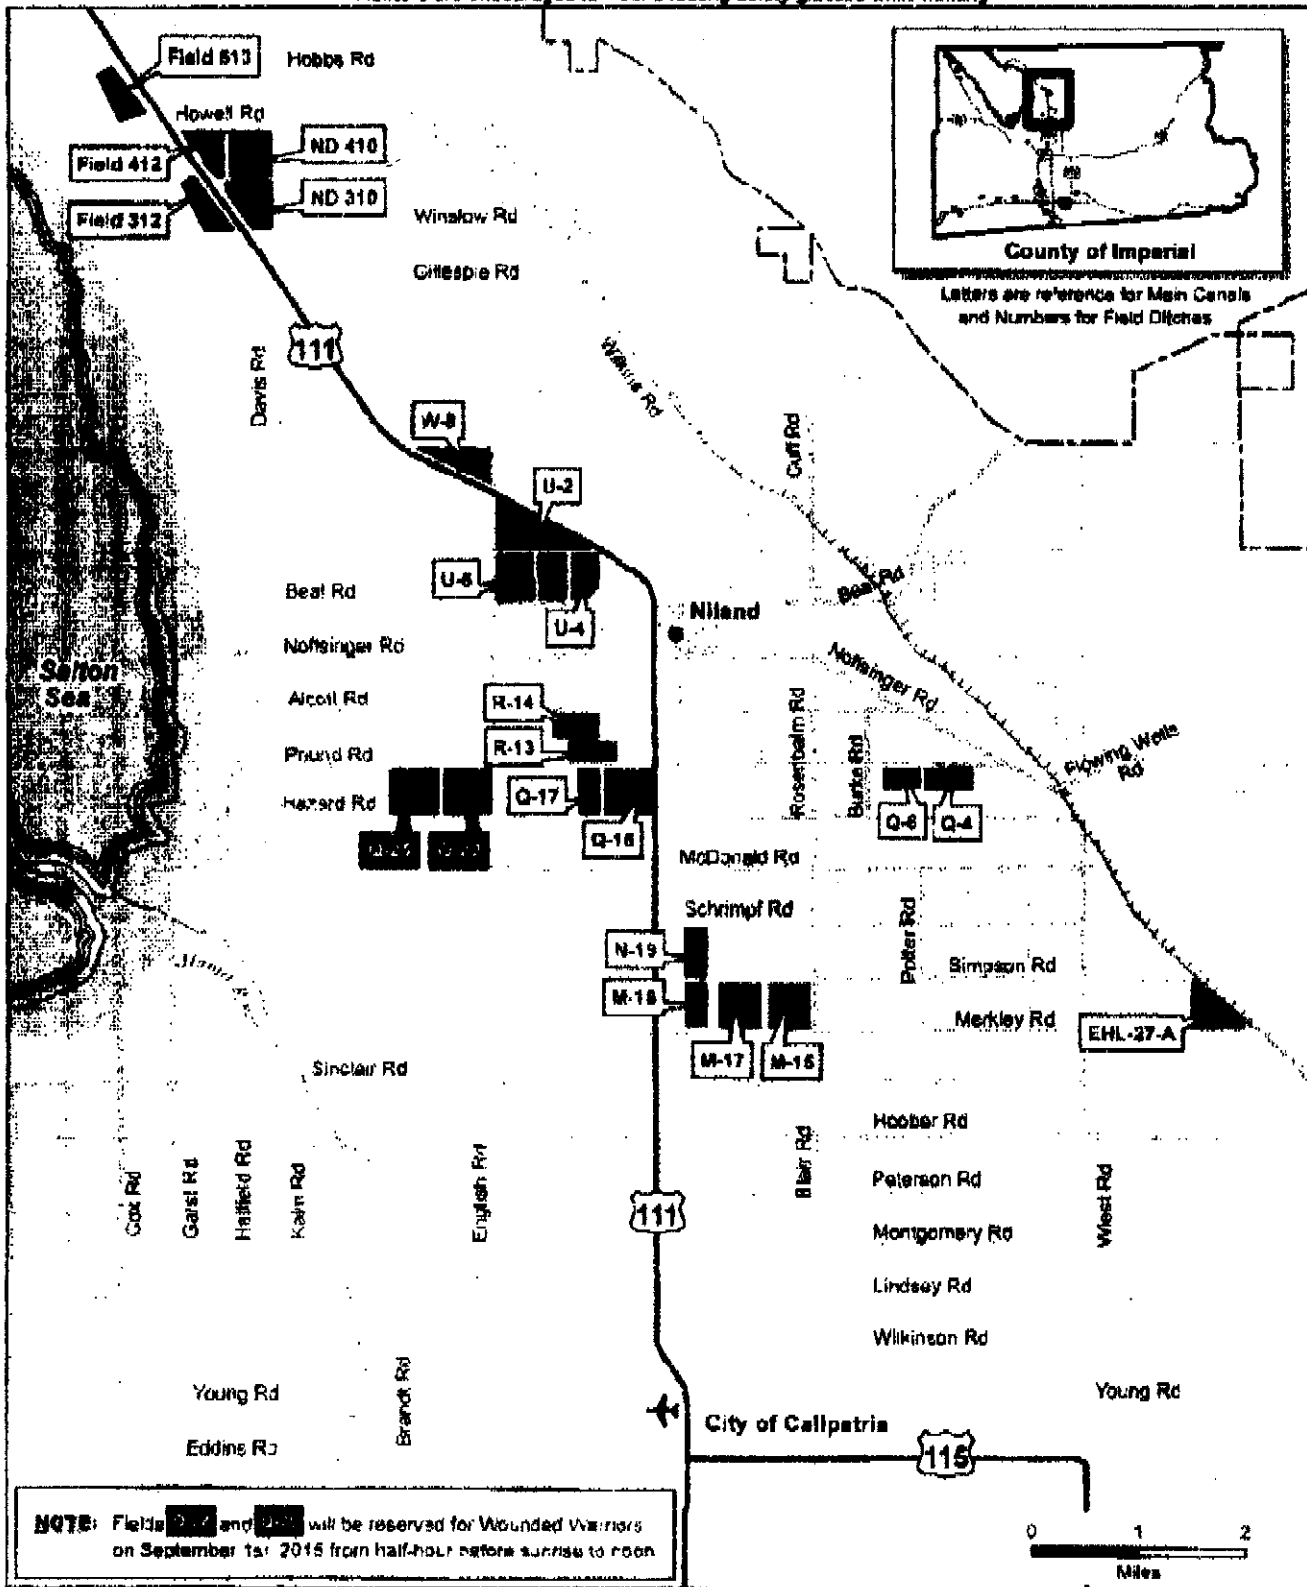 Field 513
Hobbs Rd
Howell Rd
Field 412
ND 410
Field 312
ND 310
Winslow Rd
Gillespie Rd
County of Imperial
Letters are reference for Main Canals
and Numbers for Field Ditches
111
Davis Rd
Wilkins Rd
Cuff Rd
W-8
U-2
U-6
U-4
Beal Rd
Beal Rd
Niland
Noffsinger Rd
Noffsinger Rd
Salton
Sea
Alcott Rd
R-14
R-13
Pound Rd
Hazard Rd
Q-17
Q-16
Rosenbalm Rd
Burke Rd
Flowing Wells
Rd
Q-6
Q-4
McDonald Rd
Schrimpf Rd
N-19
M-18
M-17
M-15
Potter Rd
Simpson Rd
Merkley Rd
EHL-27-A
Sinclair Rd
Hoober Rd
Cox Rd
Garst Rd
Hatfield Rd
Kalin Rd
English Rd
Blair Rd
Wiest Rd
Peterson Rd
111
Montgomery Rd
Lindsey Rd
Wilkinson Rd
Brandt Rd
Young Rd
Young Rd
Eddins Rd
City of Calipatria
115
NOTE: Fields and will be reserved for Wounded Warriors
on September 1st 2015 from half-hour before sunrise to noon
0 1 2
Miles